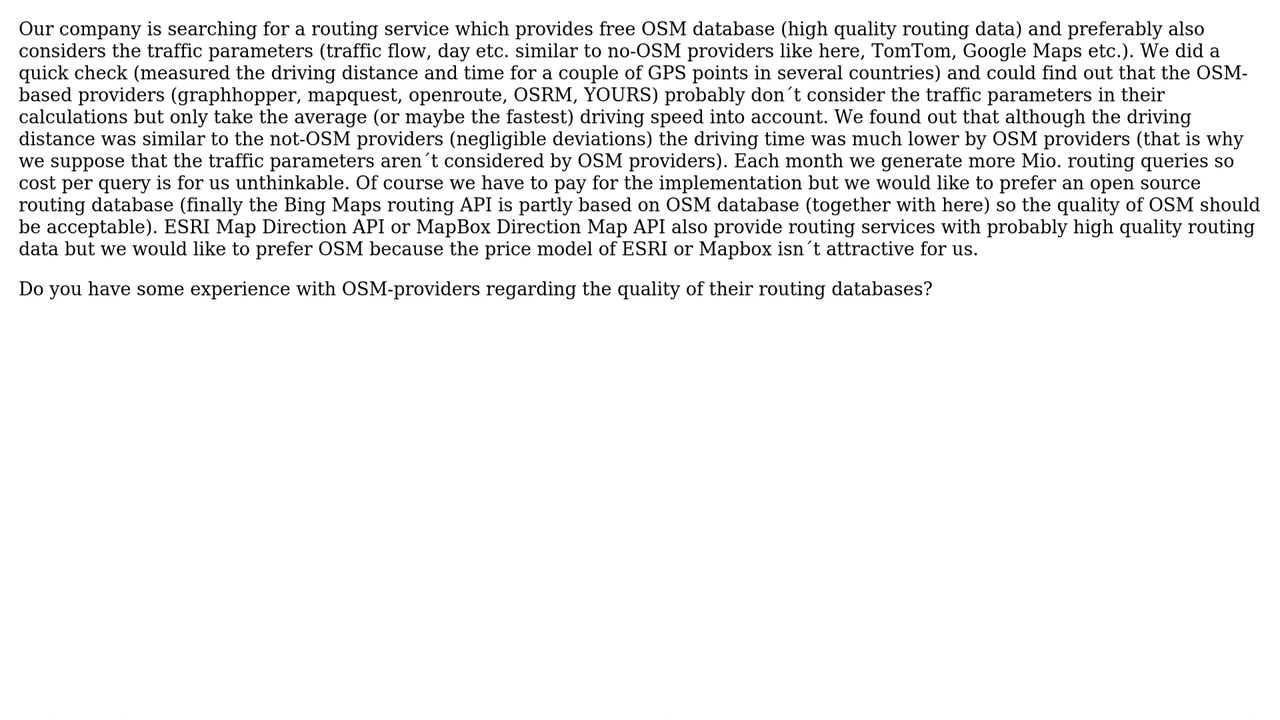 Our company is searching for a routing service which provides free OSM database (high quality routing data) and preferably also
considers the traffic parameters (traffic flow, day etc. similar to no-OSM providers like here, TomTom, Google Maps etc.). We did a
quick check (measured the driving distance and time for a couple of GPS points in several countries) and could find out that the OSM-
based providers (graphhopper, mapquest, openroute, OSRM, YOURS) probably don´t consider the traffic parameters in their
calculations but only take the average (or maybe the fastest) driving speed into account. We found out that although the driving
distance was similar to the not-OSM providers (negligible deviations) the driving time was much lower by OSM providers (that is why
we suppose that the traffic parameters aren´t considered by OSM providers). Each month we generate more Mio. routing queries so
cost per query is for us unthinkable. Of course we have to pay for the implementation but we would like to prefer an open source
routing database (finally the Bing Maps routing API is partly based on OSM database (together with here) so the quality of OSM should
be acceptable). ESRI Map Direction API or MapBox Direction Map API also provide routing services with probably high quality routing
data but we would like to prefer OSM because the price model of ESRI or Mapbox isn´t attractive for us.
Do you have some experience with OSM-providers regarding the quality of their routing databases?